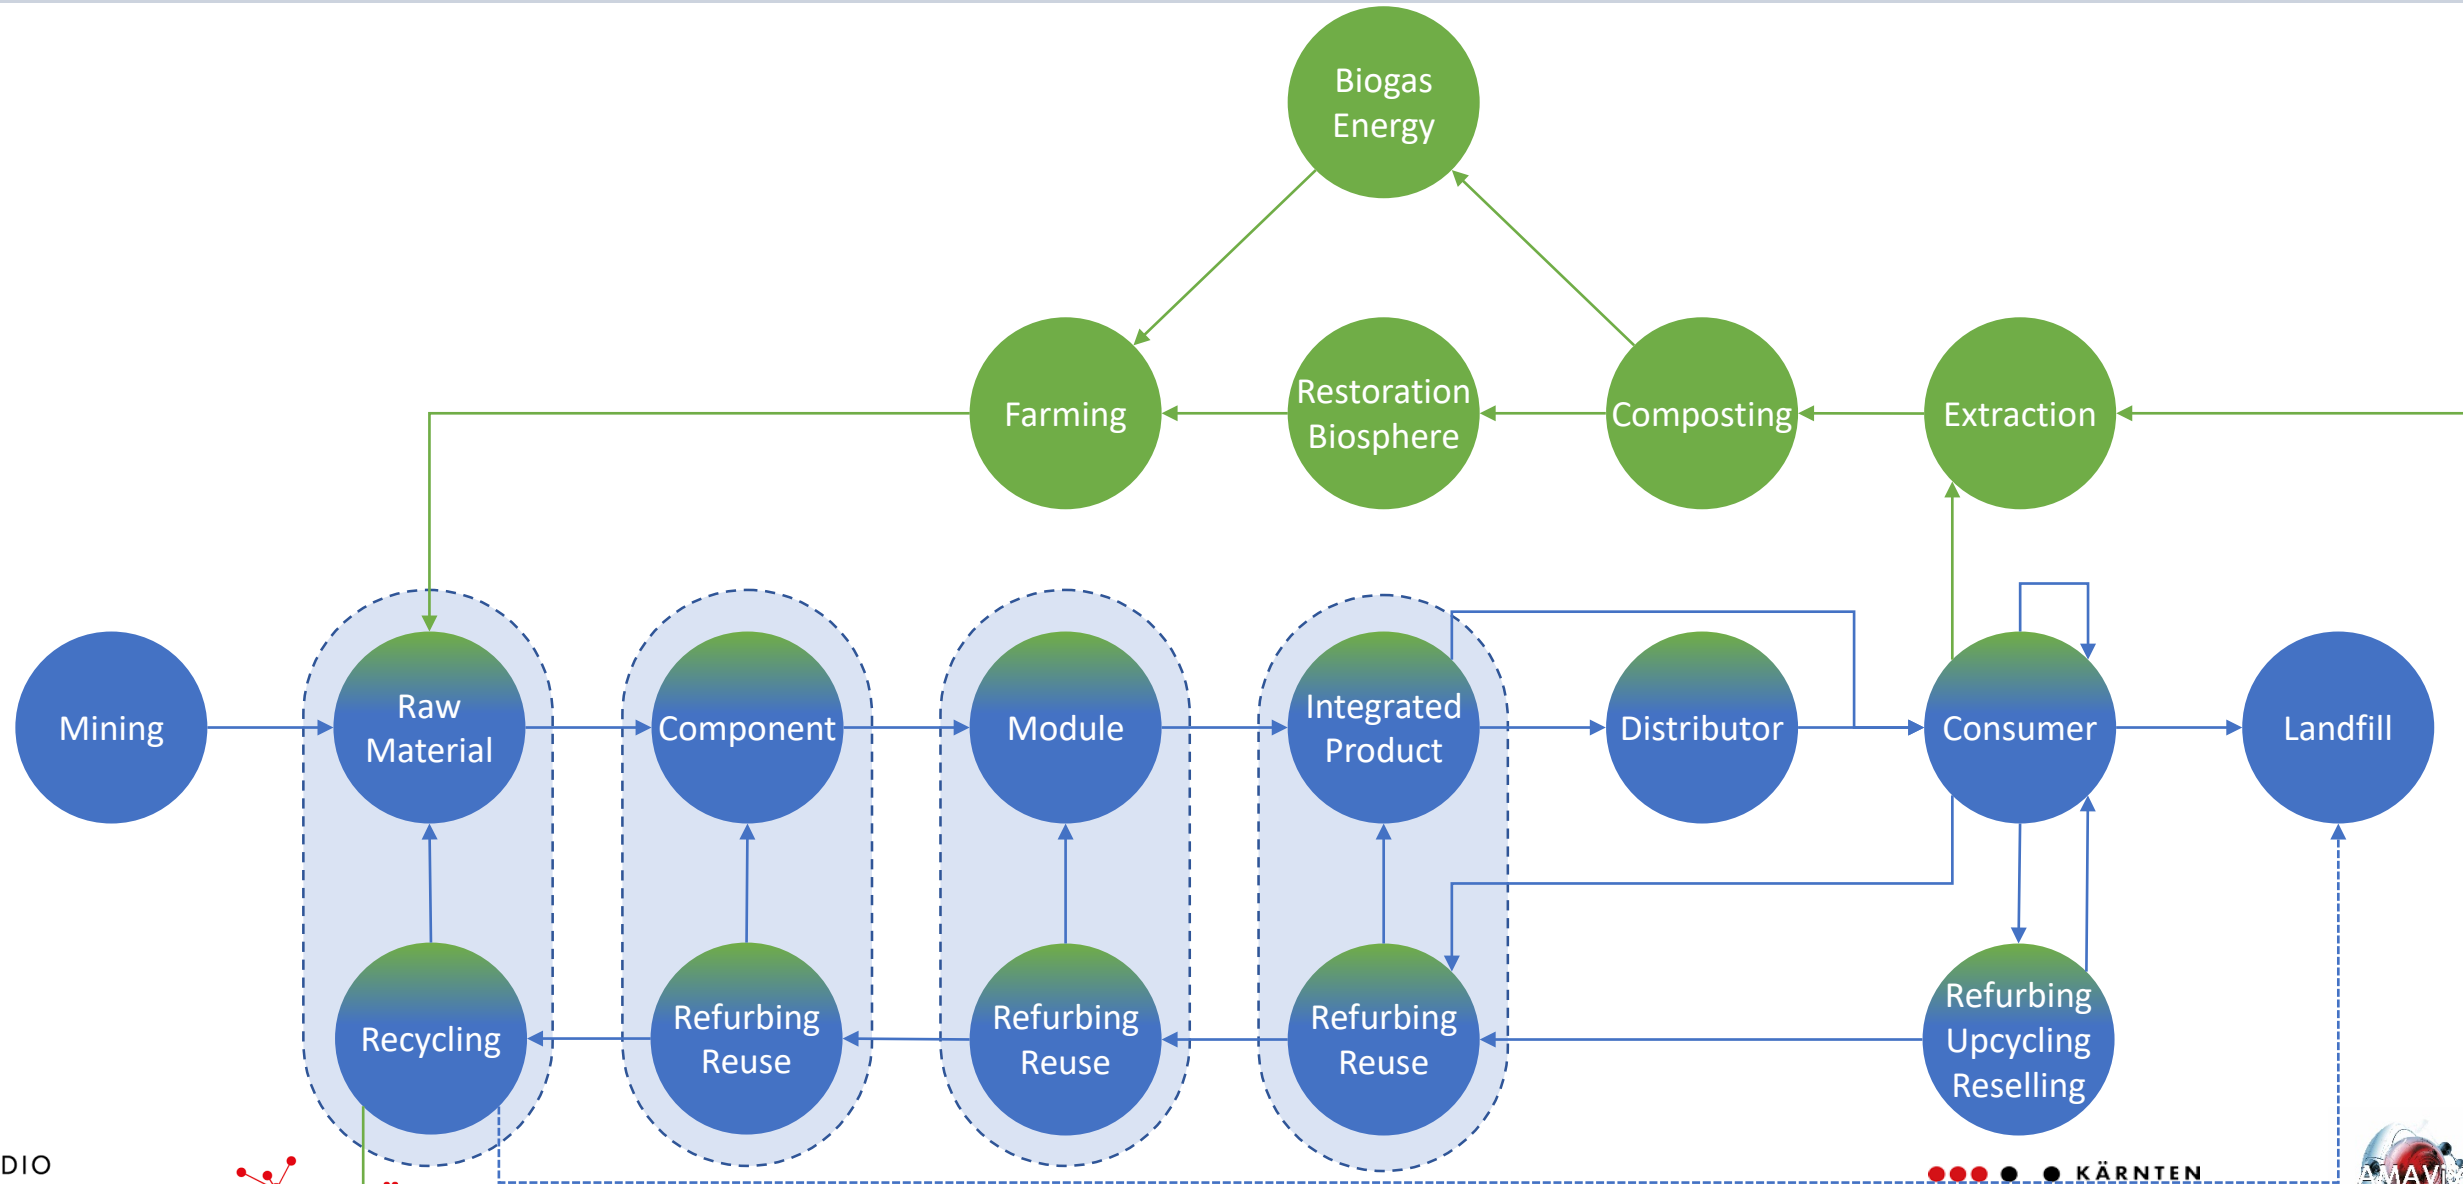 Biogas
Energy
Farming
Restoration
Biosphere
Composting
Extraction
Mining
Raw
Material
Component
Module
Integrated
Product
Distributor
Consumer
Landfill
Recycling
Refurbing
Reuse
Refurbing
Reuse
Refurbing
Reuse
Refurbing
Upcycling
Reselling
DIO
KÄRNTEN